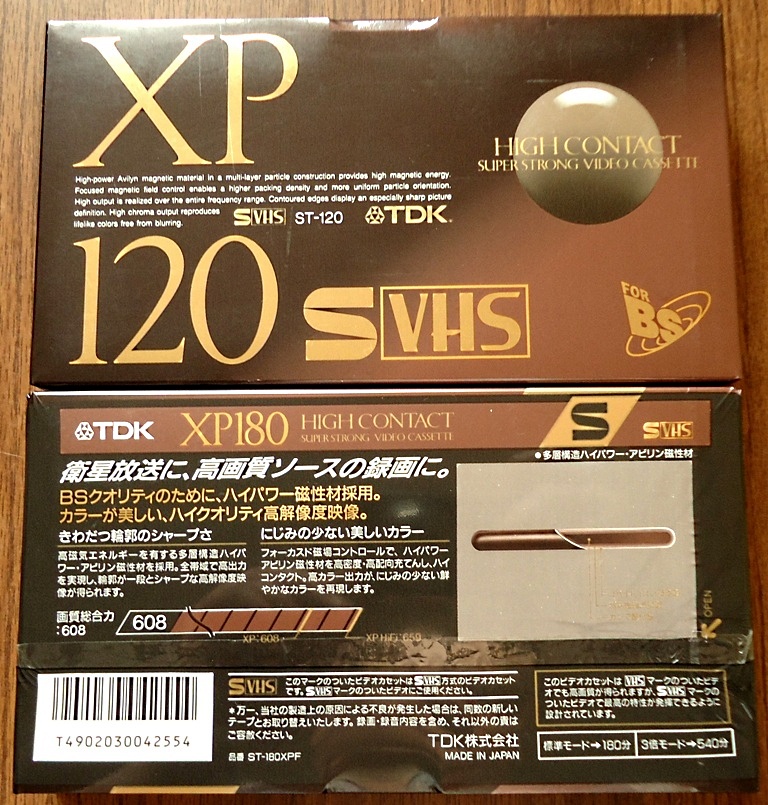 XP
High-power Avilyn magnetic material in a multi-layer particle construction provides high magnetic energy.
Focused magnetic field control enables a higher packing density and more uniform particle orientation.
High output is realized over the entire frequency range. Contoured edges display an especially sharp picture
definition. High chroma output reproduces
lifelike colors free from blurring.
S VHS ST-120 TDK
HIGH CONTACT
SUPER STRONG VIDEO CASSETTE
120
S VHS
FOR
BS
TDK XP180 HIGH CONTACT
SUPER STRONG VIDEO CASSETTE
S
S VHS
●多層構造ハイパワー・アビリン磁性材
衛星放送に、高画質ソースの録画に。
BSクオリティのために、ハイパワー磁性材採用。
カラーが美しい、ハイクオリティ高解像度映像。
きわだつ輪郭のシャープさ
高磁気エネルギーを有する多層構造ハイパワ
ー・アビリン磁性材を採用。全帯域で高出力
を実現し、輪郭が一段とシャープな高解像度映
像が得られます。
にじみの少ない美しいカラー
フォーカスド磁場コントロールで、ハイパワー
アビリン磁性材を高密度・高配向充てんし、ハイ
コンタクト。高カラー出力が、にじみの少ない鮮
やかなカラーを再現します。
画質総合力
:608
608
XP:608
XP HiFi:659
OPEN
T4902030042554
S VHS このマークのついたビデオカセットはS VHS方式のビデオカセット
です。S VHSマークのついたビデオにご使用ください。
*万一、当社の製造上の原因による不良が発生した場合は、同数の新しい
テープとお取り替えいたします。録画・録音内容を含め、それ以外の責は
ご容赦ください。
TDK株式会社
品番 ST-180XPF
MADE IN JAPAN
このビデオカセットは VHS マークのついたビデ
オでも高画質が得られますが、S VHS マークの
ついたビデオで最高の特性が発揮できるように
設計されています。
標準モード→180分 3倍モード→540分